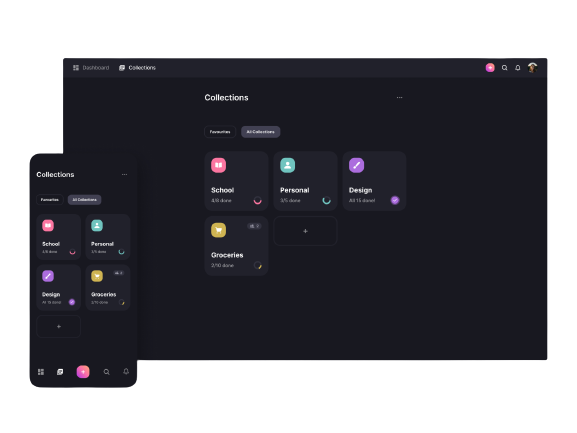 Dashboard
Collections
Collections
Favourites
All Collections
School
4/8 done
Personal
3/5 done
Design
All 15 done!
Groceries
2/10 done
+
Collections
Favourites
All Collections
School
4/8 done
Personal
3/5 done
Design
All 15 done!
Groceries
2/10 done
+